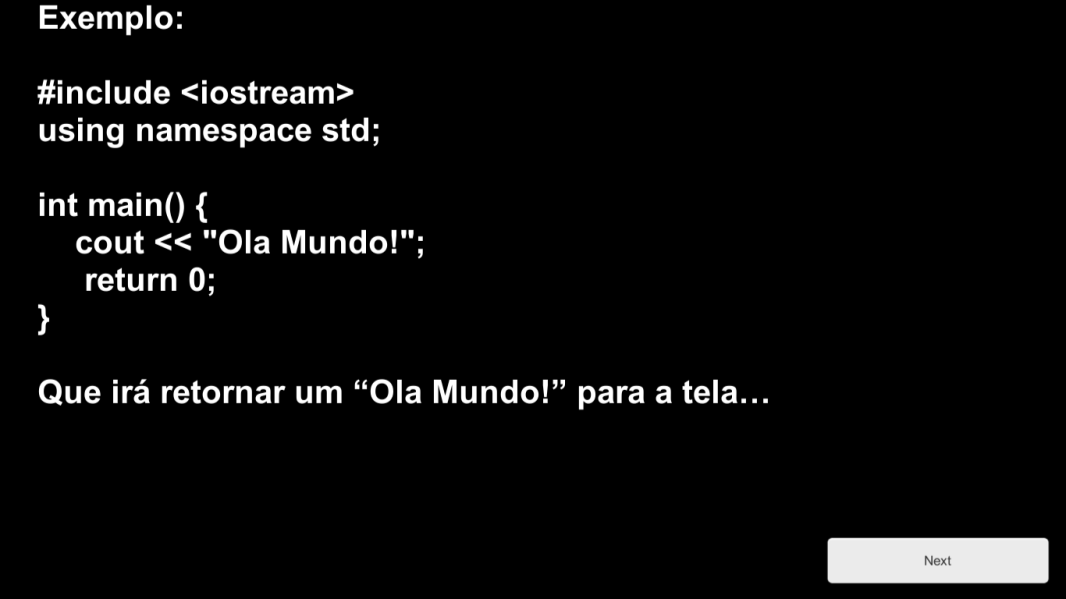 Exemplo:
#include <iostream>
using namespace std;
int main() {
cout << "Ola Mundo!";
return 0;
}
Que irá retornar um “Ola Mundo!” para a tela…
Next